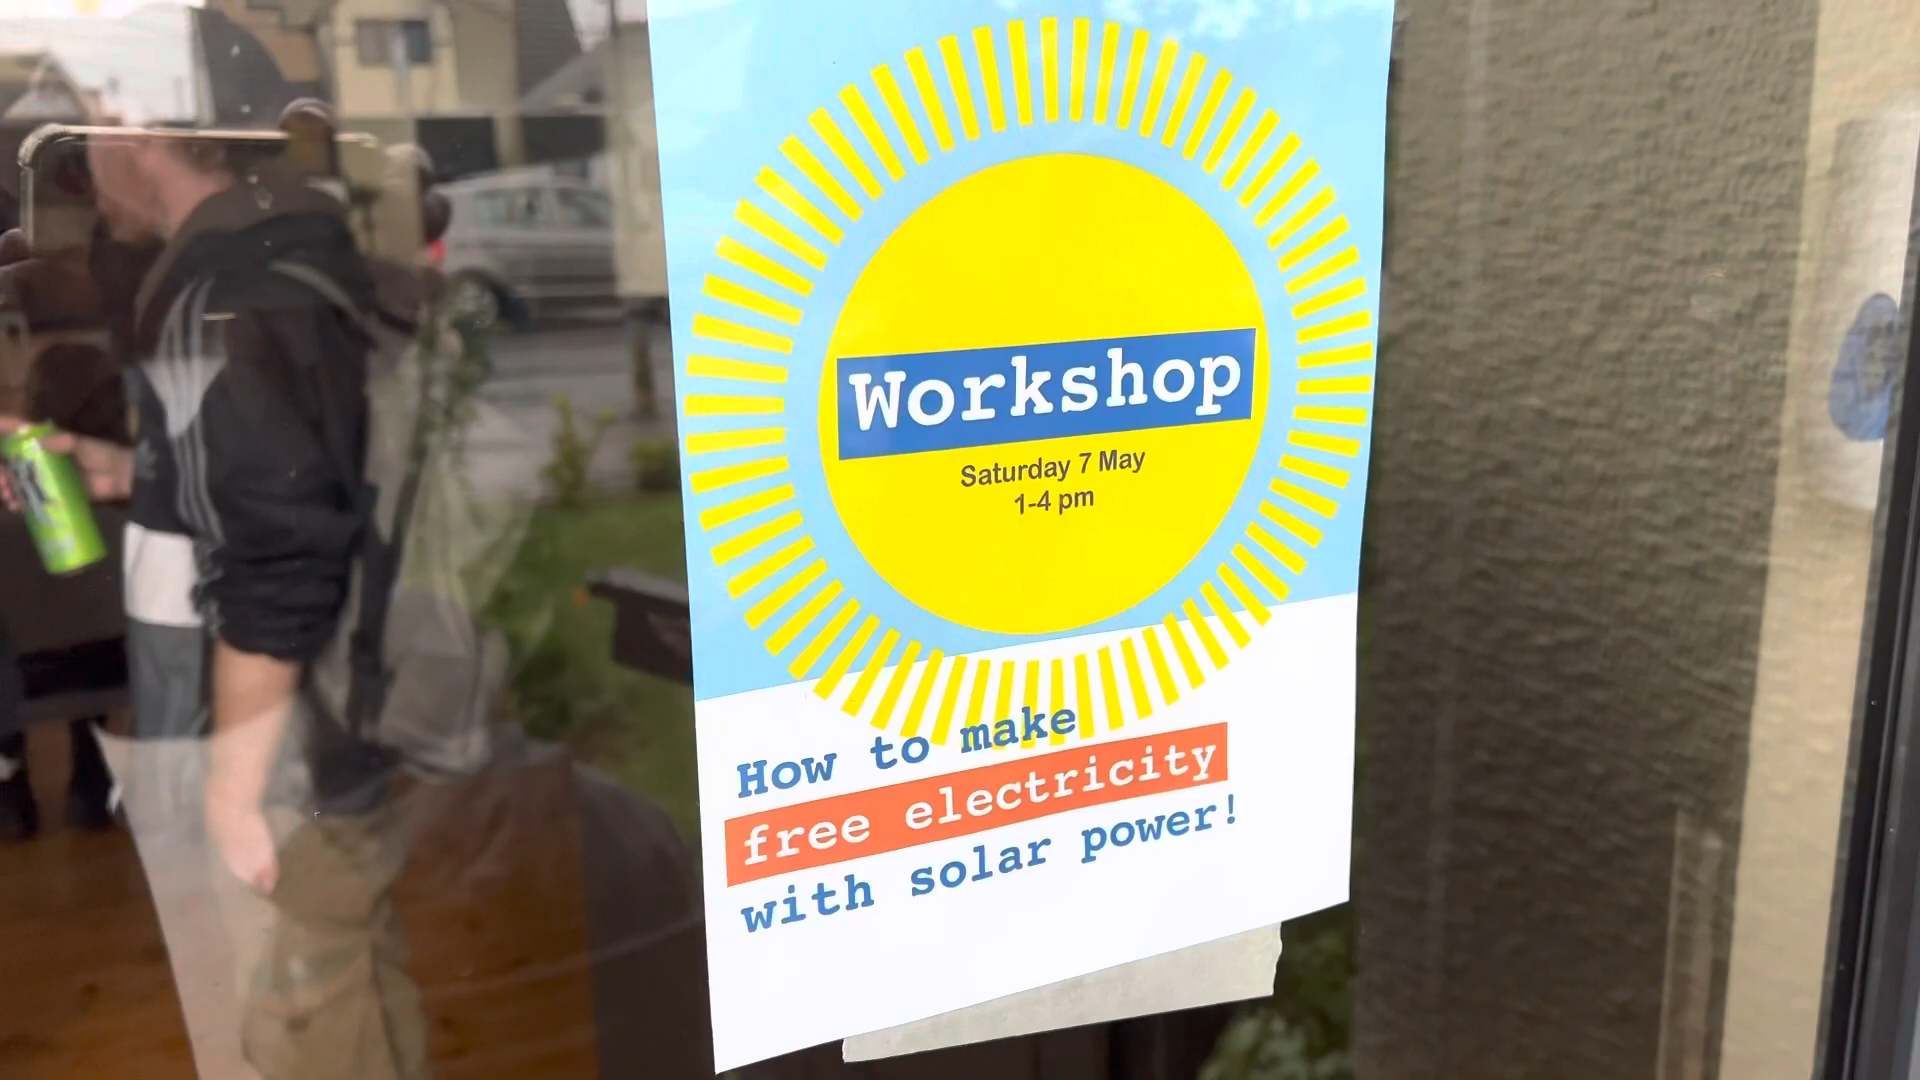 Workshop
Saturday 7 May
1-4 pm
How to make
free electricity
with solar power!